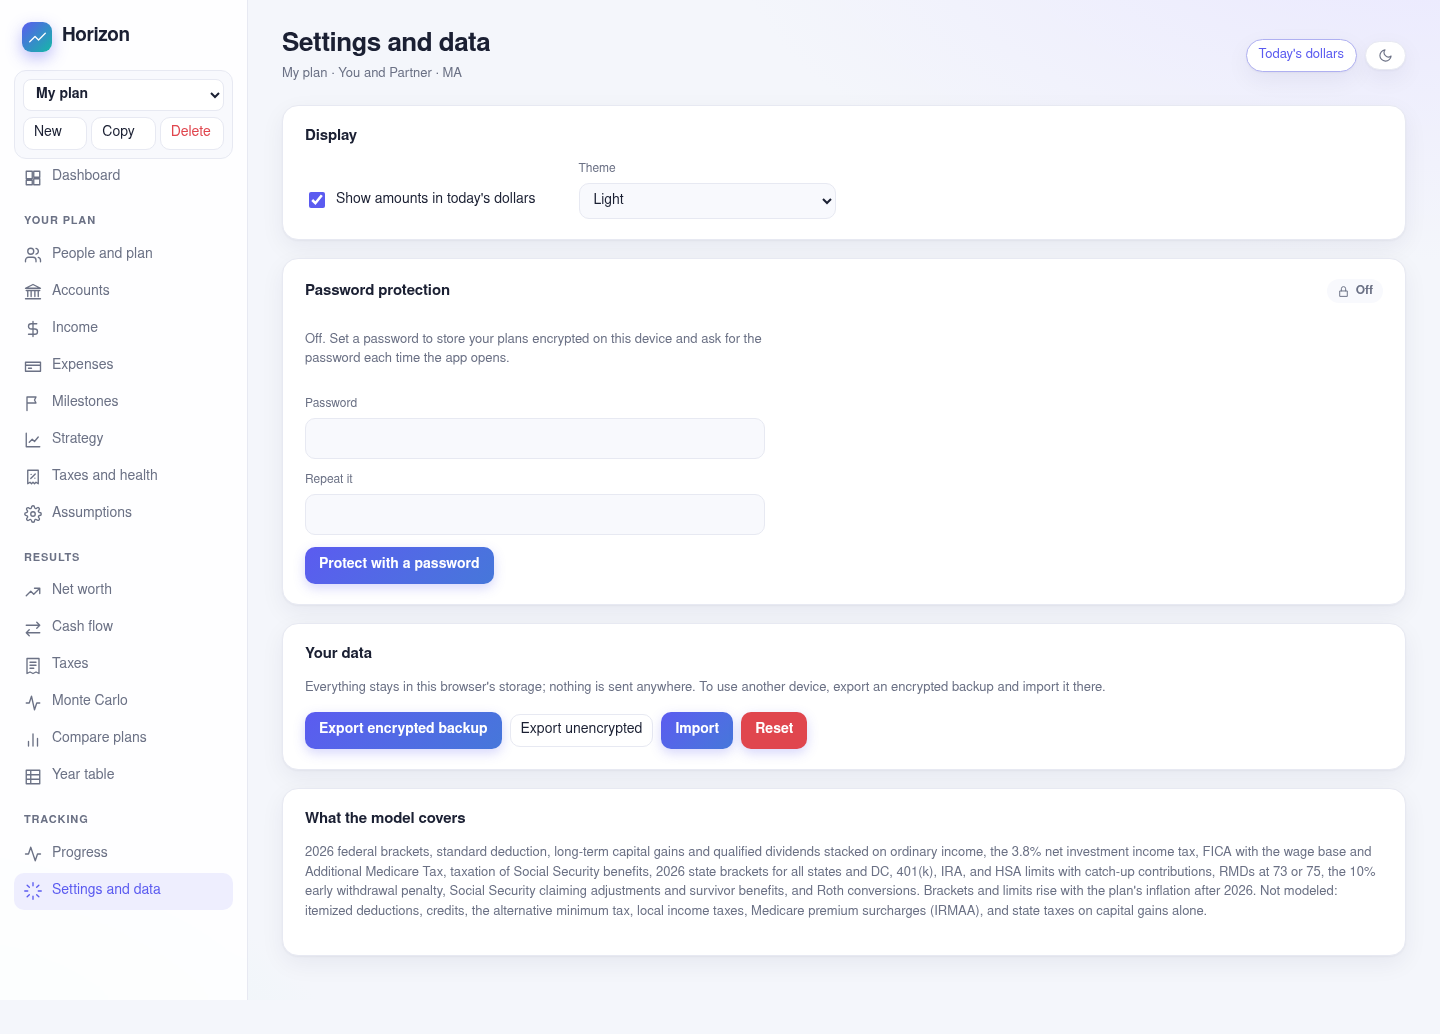 Horizon
My plan
New
Copy
Delete
Dashboard
YOUR PLAN
People and plan
Accounts
Income
Expenses
Milestones
Strategy
Taxes and health
Assumptions
RESULTS
Net worth
Cash flow
Taxes
Monte Carlo
Compare plans
Year table
TRACKING
Progress
Settings and data
Settings and data
My plan · You and Partner · MA
Today's dollars
Display
Show amounts in today's dollars
Theme
Light
Password protection
Off
Off. Set a password to store your plans encrypted on this device and ask for the
password each time the app opens.
Password
Repeat it
Protect with a password
Your data
Everything stays in this browser's storage; nothing is sent anywhere. To use another device, export an encrypted backup and import it there.
Export encrypted backup
Export unencrypted
Import
Reset
What the model covers
2026 federal brackets, standard deduction, long-term capital gains and qualified dividends stacked on ordinary income, the 3.8% net investment income tax, FICA with the wage base and
Additional Medicare Tax, taxation of Social Security benefits, 2026 state brackets for all states and DC, 401(k), IRA, and HSA limits with catch-up contributions, RMDs at 73 or 75, the 10%
early withdrawal penalty, Social Security claiming adjustments and survivor benefits, and Roth conversions. Brackets and limits rise with the plan's inflation after 2026. Not modeled:
itemized deductions, credits, the alternative minimum tax, local income taxes, Medicare premium surcharges (IRMAA), and state taxes on capital gains alone.